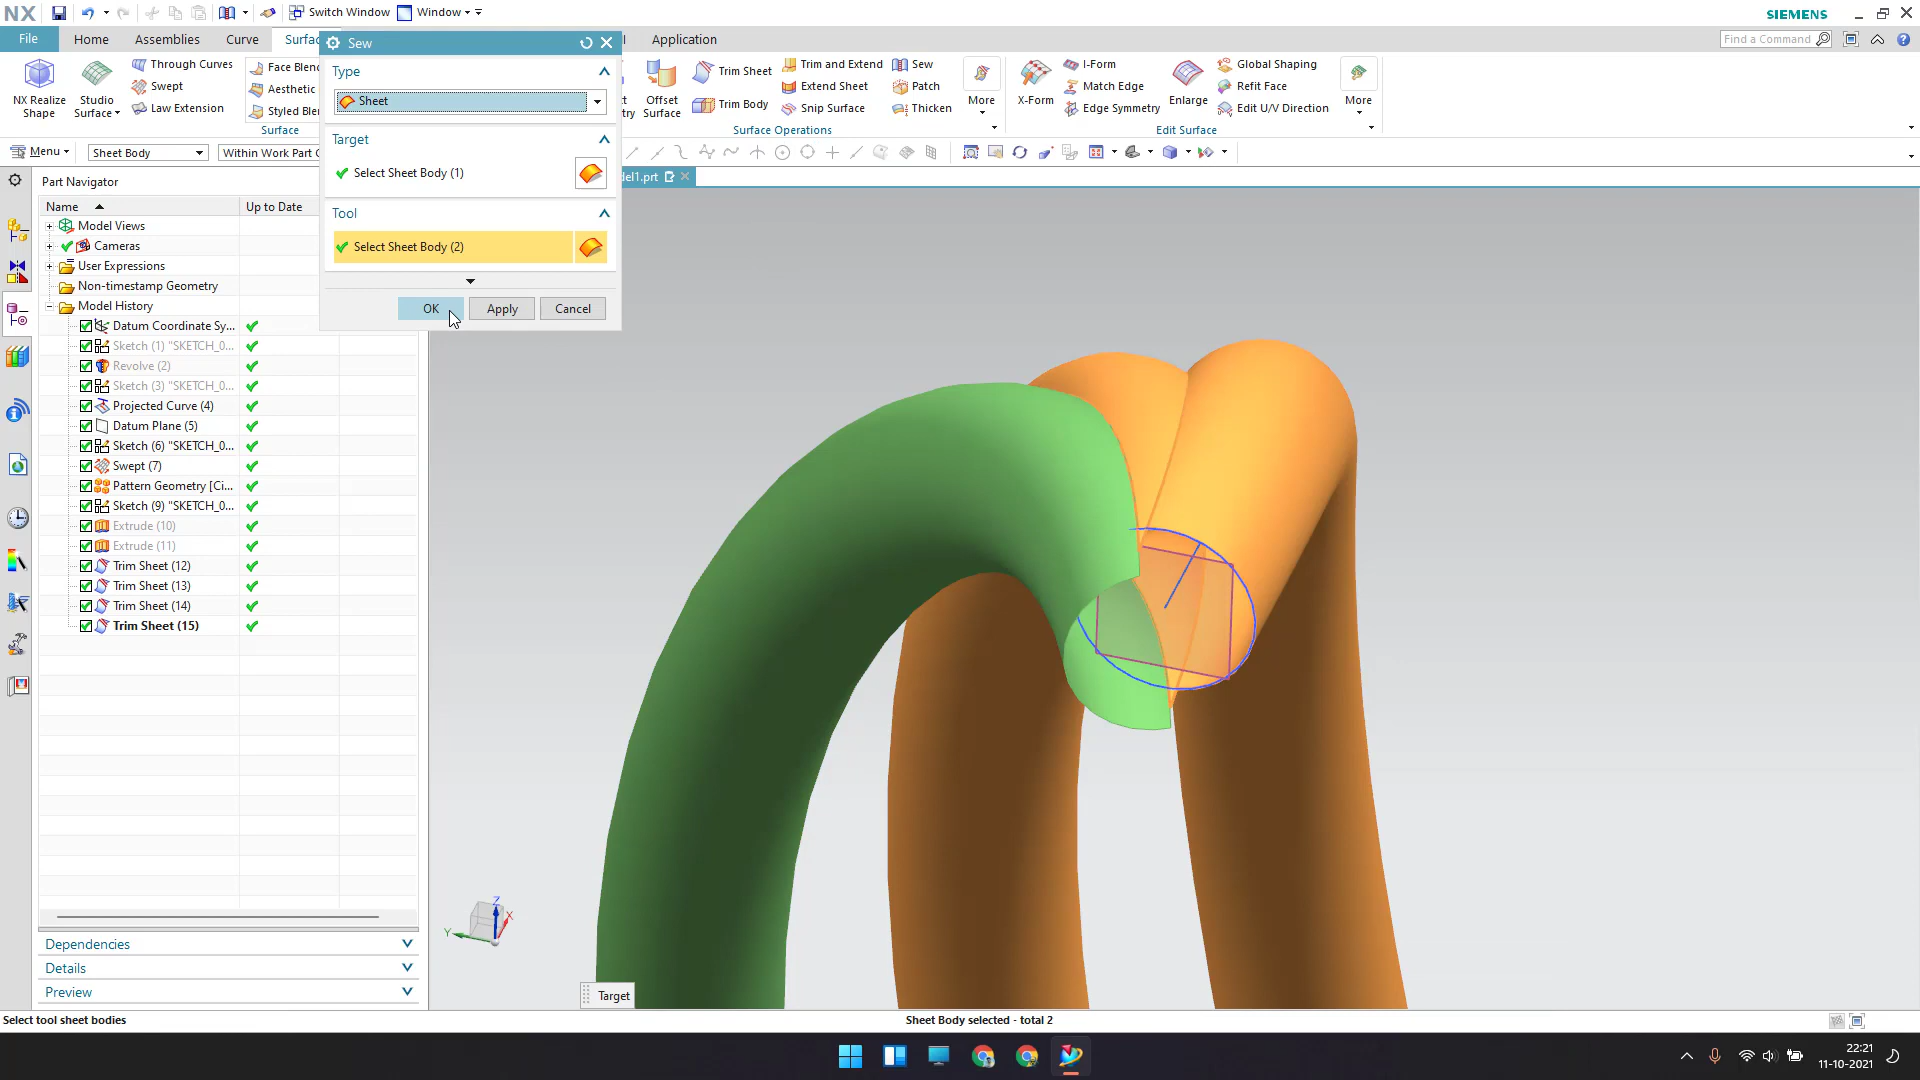 NX
Switch Window
Window
SIEMENS
File
Home
Assemblies
Curve
Surfac
Application
Find a Command
NX Realize
Shape
Studio
Surface
Through Curves
Swept
Law Extension
Face Blend
Aesthetic
Styled Ble
Surface
Offset
Surface
Trim Sheet
Trim Body
Trim and Extend
Extend Sheet
Snip Surface
Sew
Patch
Thicken
More
Surface Operations
X-Form
I-Form
Match Edge
Edge Symmetry
Enlarge
Global Shaping
Refit Face
Edit U/V Direction
More
Edit Surface
Sew
Type
Sheet
Target
Select Sheet Body (1)
Tool
Select Sheet Body (2)
OK
Apply
Cancel
Menu
Sheet Body
Within Work Part
del1.prt
Part Navigator
Name
Up to Date
Model Views
Cameras
User Expressions
Non-timestamp Geometry
Model History
Datum Coordinate Sy...
Sketch (1) "SKETCH_0...
Revolve (2)
Sketch (3) "SKETCH_0...
Projected Curve (4)
Datum Plane (5)
Sketch (6) "SKETCH_0...
Swept (7)
Pattern Geometry [Ci...
Sketch (9) "SKETCH_0...
Extrude (10)
Extrude (11)
Trim Sheet (12)
Trim Sheet (13)
Trim Sheet (14)
Trim Sheet (15)
Dependencies
Details
Preview
Z
X
Y
Target
Select tool sheet bodies
Sheet Body selected - total 2
22:21
11-10-2021